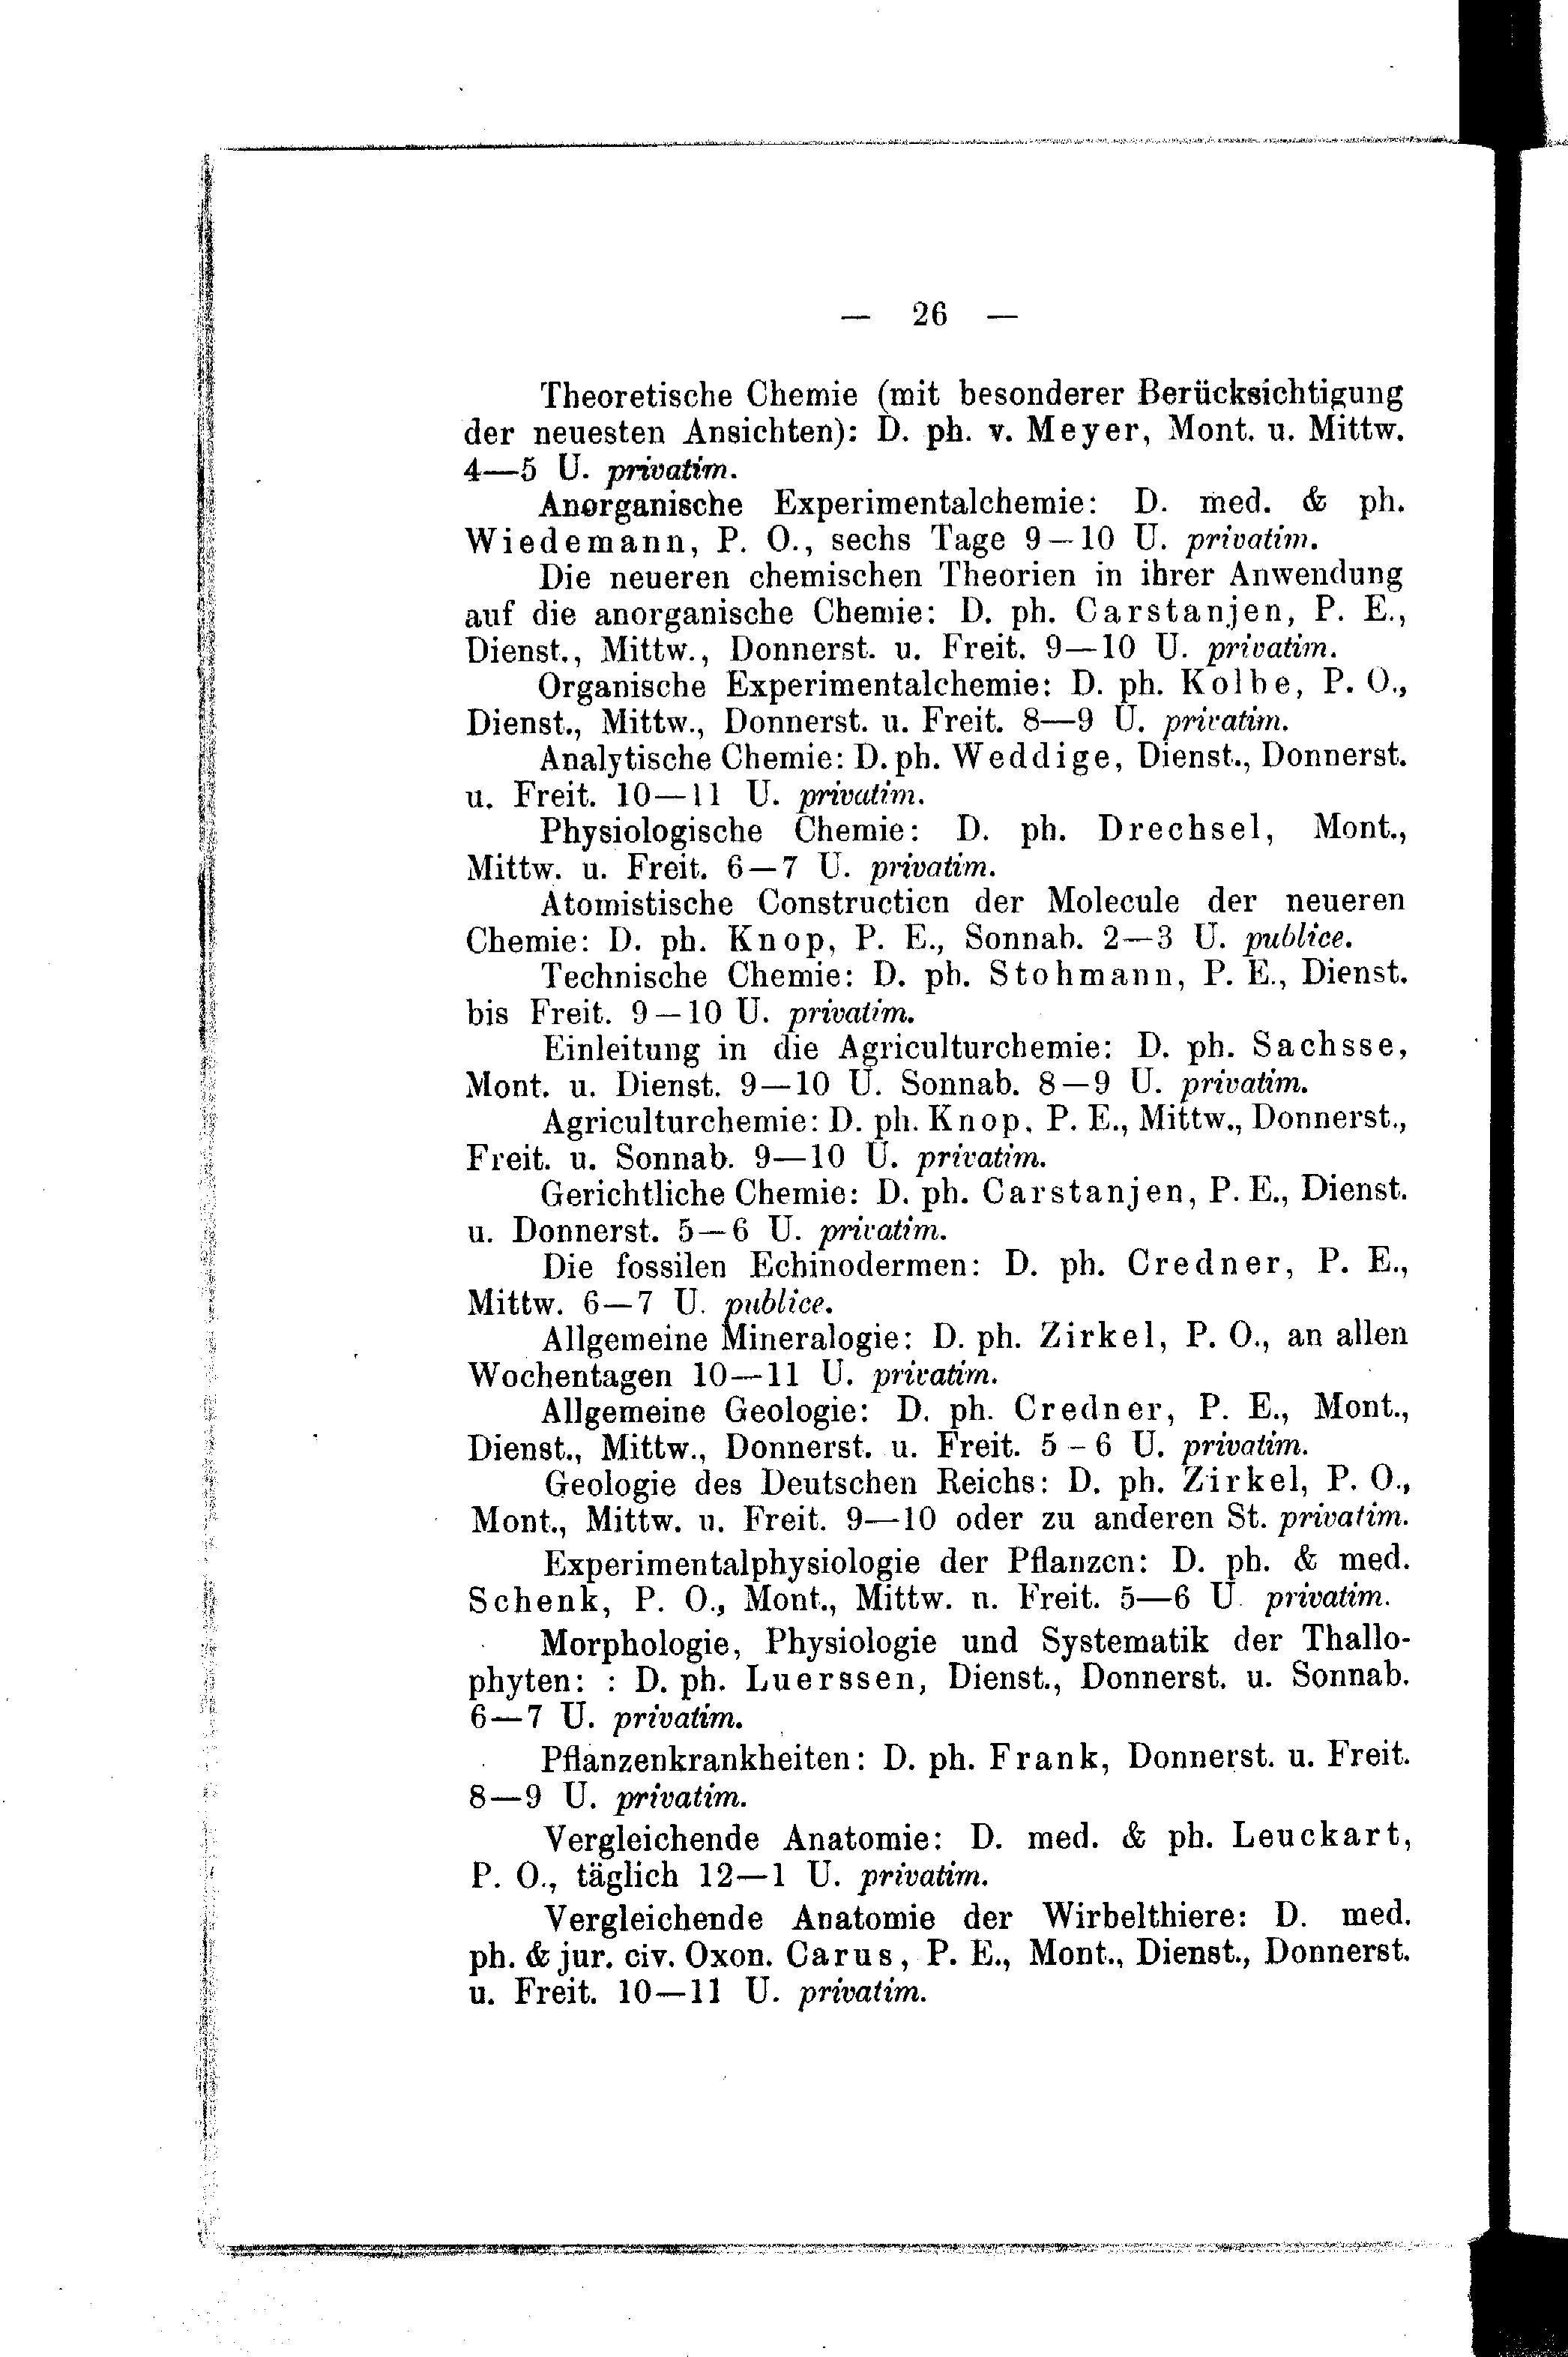 — 26 —
Theoretische Chemie (mit besonderer Berücksichtigung
der neuesten Ansichten): D. ph. v. Meyer, Mont. u. Mittw.
4—5 U. privatim.
Anorganische Experimentalchemie: D. med. & ph.
Wiedemann, P. O., sechs Tage 9—10 U. privatim.
Die neueren chemischen Theorien in ihrer Anwendung
auf die anorganische Chemie: D. ph. Carstanjen, P. E.,
Dienst., Mittw., Donnerst. u. Freit. 9—10 U. privatim.
Organische Experimentalchemie: D. ph. Kolbe, P. O.,
Dienst., Mittw., Donnerst. u. Freit. 8—9 U. privatim.
Analytische Chemie: D. ph. Weddige, Dienst., Donnerst.
u. Freit. 10—11 U. privatim.
Physiologische Chemie: D. ph. Drechsel, Mont.,
Mittw. u. Freit. 6—7 U. privatim.
Atomistische Construction der Molecule der neueren
Chemie: D. ph. Knop, P. E., Sonnab. 2—3 U. publice.
Technische Chemie: D. ph. Stohmann, P. E., Dienst.
bis Freit. 9—10 U. privatim.
Einleitung in die Agriculturchemie: D. ph. Sachsse,
Mont. u. Dienst. 9—10 U. Sonnab. 8—9 U. privatim.
Agriculturchemie: D. ph. Knop, P. E., Mittw., Donnerst.,
Freit. u. Sonnab. 9—10 U. privatim.
Gerichtliche Chemie: D. ph. Carstanjen, P. E., Dienst.
u. Donnerst. 5—6 U. privatim.
Die fossilen Echinodermen: D. ph. Credner, P. E.,
Mittw. 6—7 U. publice.
Allgemeine Mineralogie: D. ph. Zirkel, P. O., an allen
Wochentagen 10—11 U. privatim.
Allgemeine Geologie: D. ph. Credner, P. E., Mont.,
Dienst., Mittw., Donnerst. u. Freit. 5-6 U. privatim.
Geologie des Deutschen Reichs: D. ph. Zirkel, P. O.,
Mont., Mittw. u. Freit. 9—10 oder zu anderen St. privatim.
Experimentalphysiologie der Pflanzen: D. ph. & med.
Schenk, P. O., Mont., Mittw. n. Freit. 5—6 U. privatim.
Morphologie, Physiologie und Systematik der Thallo-
phyten: : D. ph. Luerssen, Dienst., Donnerst. u. Sonnab.
6—7 U. privatim.
Pflanzenkrankheiten: D. ph. Frank, Donnerst. u. Freit.
8—9 U. privatim.
Vergleichende Anatomie: D. med. & ph. Leuckart,
P. O., täglich 12—1 U. privatim.
Vergleichende Anatomie der Wirbelthiere: D. med.
ph. & jur. civ. Oxon. Carus, P. E., Mont., Dienst., Donnerst.
u. Freit. 10—11 U. privatim.